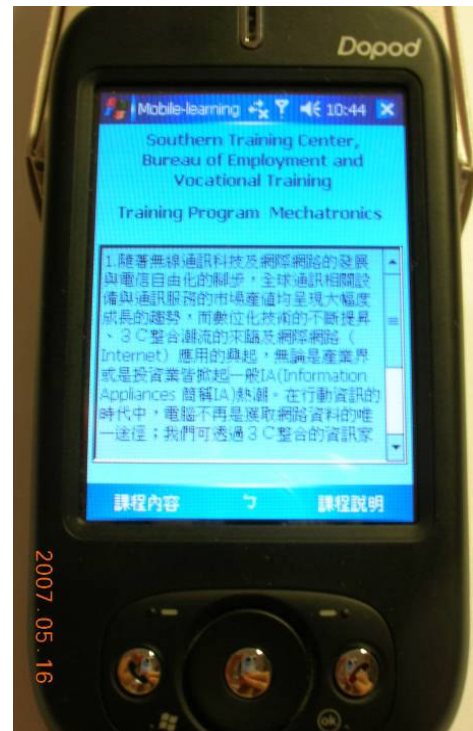 Dopod
Mobile-learning 10:44
Southern Training Center,
Bureau of Employment and
Vocational Training
Training Program Mechatronics
1.隨著無線通訊科技及網際網路的發展
與電信自由化的腳步，全球通訊相關設
備與通訊服務的市場產值均呈現大幅度
成長的趨勢，而數位化技術的不斷提昇
、3C整合潮流的來臨及網際網路（
Internet）應用的興起，無論是產業界
或是投資業皆掀起一般IA(Information
Appliances 簡稱IA)熱潮。在行動資訊的
時代中，電腦不再是擷取網路資料的唯
一途徑；我們可透過3C整合的資訊家
課程內容 ㄅ 課程說明
ok
2007.05.16